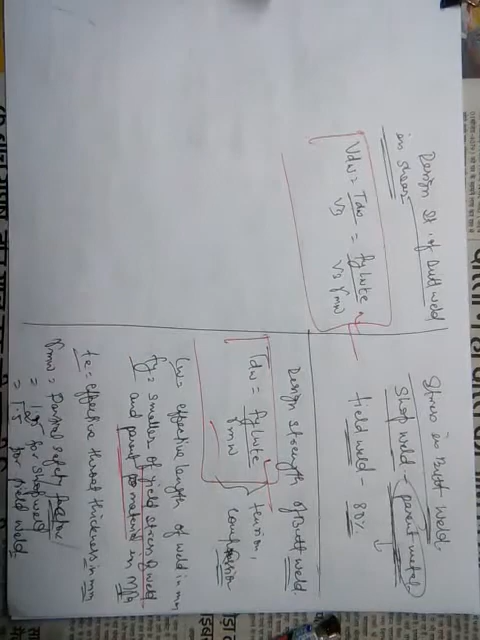 Design st. of Butt weld
in shear
Vdw = Tdw = fy Lw te
√3 √3 γmw
Stress in Butt weld.
Shop weld - parent metal
field weld - 80%
Design strength of Butt weld.
Tdw = fy Lw te
γmw
tension,
compression
Lw = effective length of weld in mm
fy = smaller of yield stress of weld
and parent material in MPa
te = effective throat thickness in mm
γmw = partial safety factor
= 1.25 for shop weld
= 1.5 for field weld.